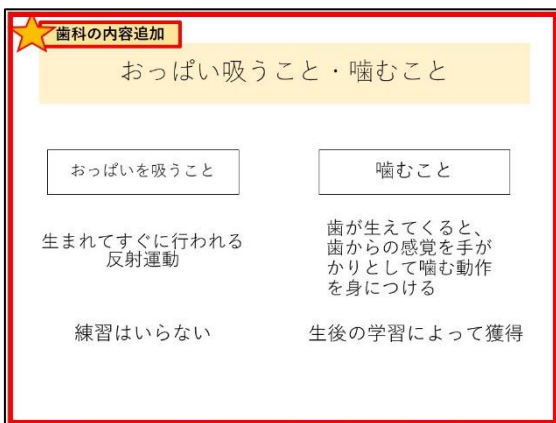 歯科の内容追加
おっぱい吸うこと・噛むこと
おっぱいを吸うこと
生まれてすぐに行われる
反射運動
練習はいらない
噛むこと
歯が生えてくると、
歯からの感覚を手が
かりとして噛む動作
を身につける
生後の学習によって獲得